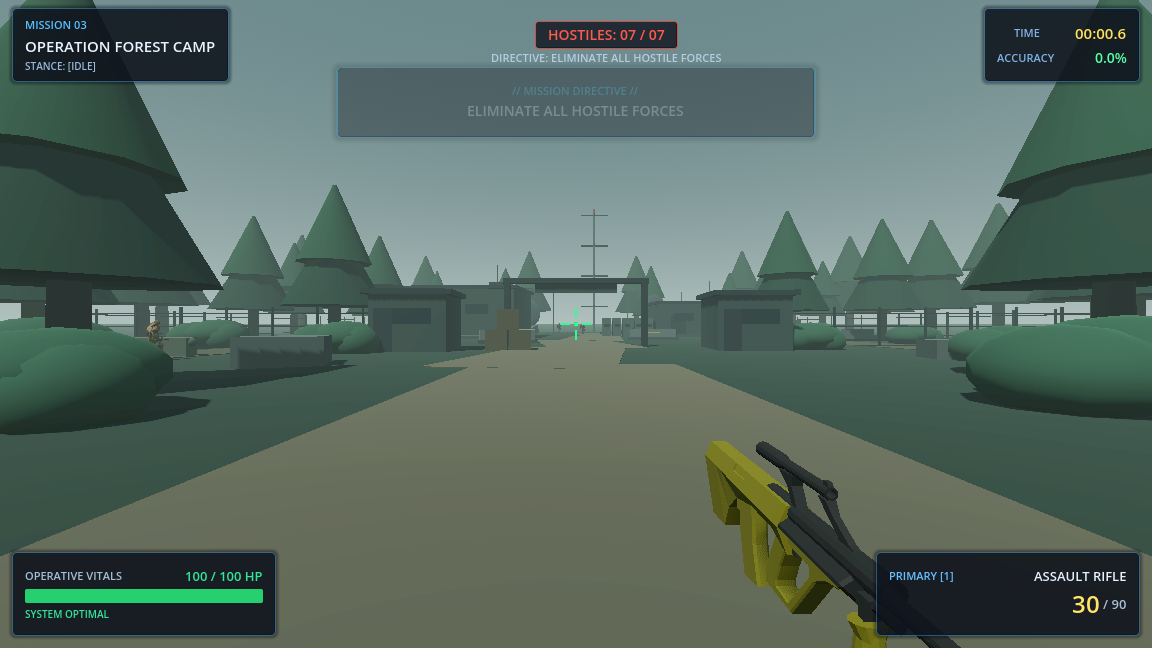 MISSION 03
OPERATION FOREST CAMP
STANCE: [IDLE]
HOSTILES: 07 / 07
DIRECTIVE: ELIMINATE ALL HOSTILE FORCES
// MISSION DIRECTIVE //
ELIMINATE ALL HOSTILE FORCES
TIME 00:00.6
ACCURACY 0.0%
OPERATIVE VITALS 100 / 100 HP
SYSTEM OPTIMAL
PRIMARY [1] ASSAULT RIFLE
30 / 90